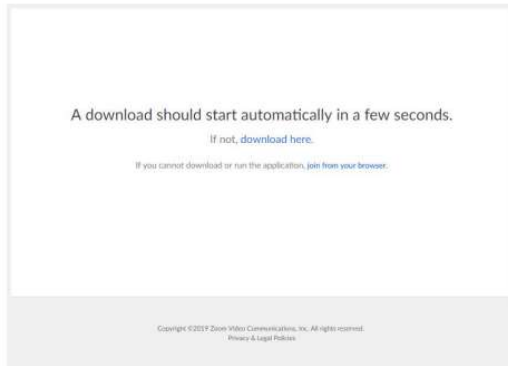 A download should start automatically in a few seconds.
If not, download here.
If you cannot download or run the application, join from your browser.
Copyright ©2019 Zoom Video Communications, Inc. All rights reserved.
Privacy & Legal Policies